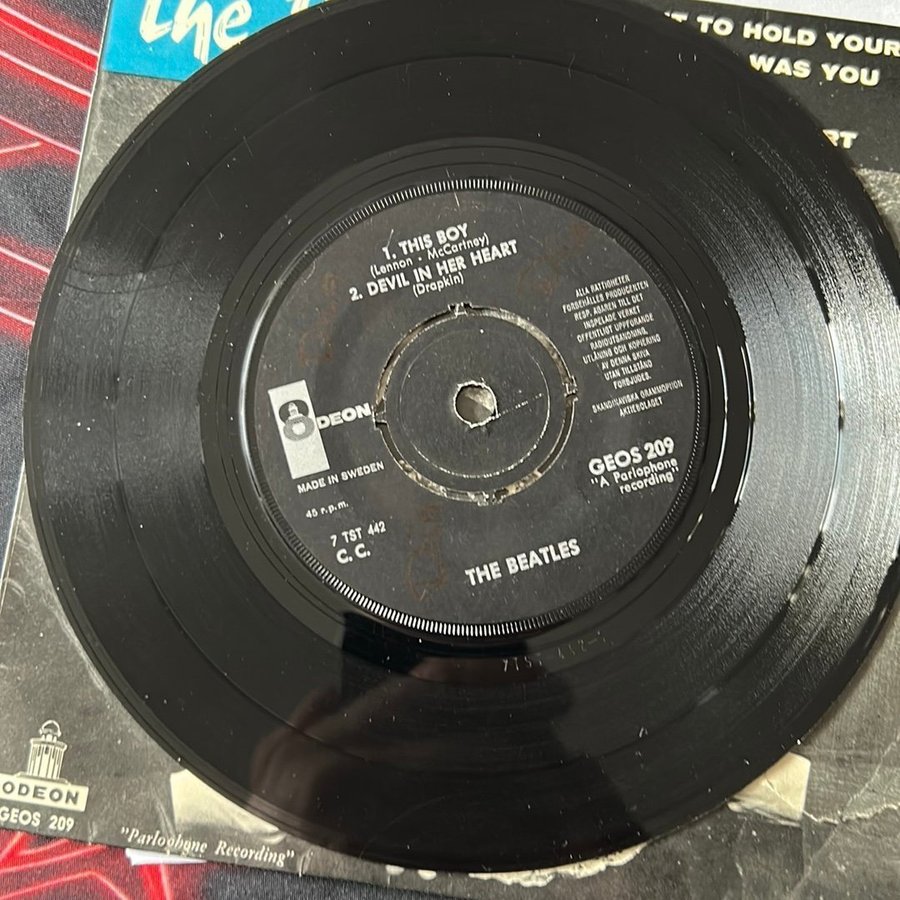 the
T TO HOLD YOUR
WAS YOU
RT
1. THIS BOY
(Lennon - McCartney)
2. DEVIL IN HER HEART
(Drapkin)
ALLA RÄTTIGHETER
FÖRBEHÅLLES PRODUCENTEN
RESP. ÄGAREN TILL DET
INSPELADE VERKET
OFFENTLIGT UPPFÖRANDE
RADIOUTSÄNDNING,
UTLÅNING OCH KOPIERING
AV DENNA SKIVA
UTAN TILLSTÅND
FÖRBJUDES.
SKANDINAVISKA GRAMMOPHON
AKTIEBOLAGET
ODEON
MADE IN SWEDEN
45 r.p.m.
7 TST 442
C. C.
GEOS 209
"A Parlophone
recording"
THE BEATLES
ODEON
GEOS 209
"Parlophone Recording"